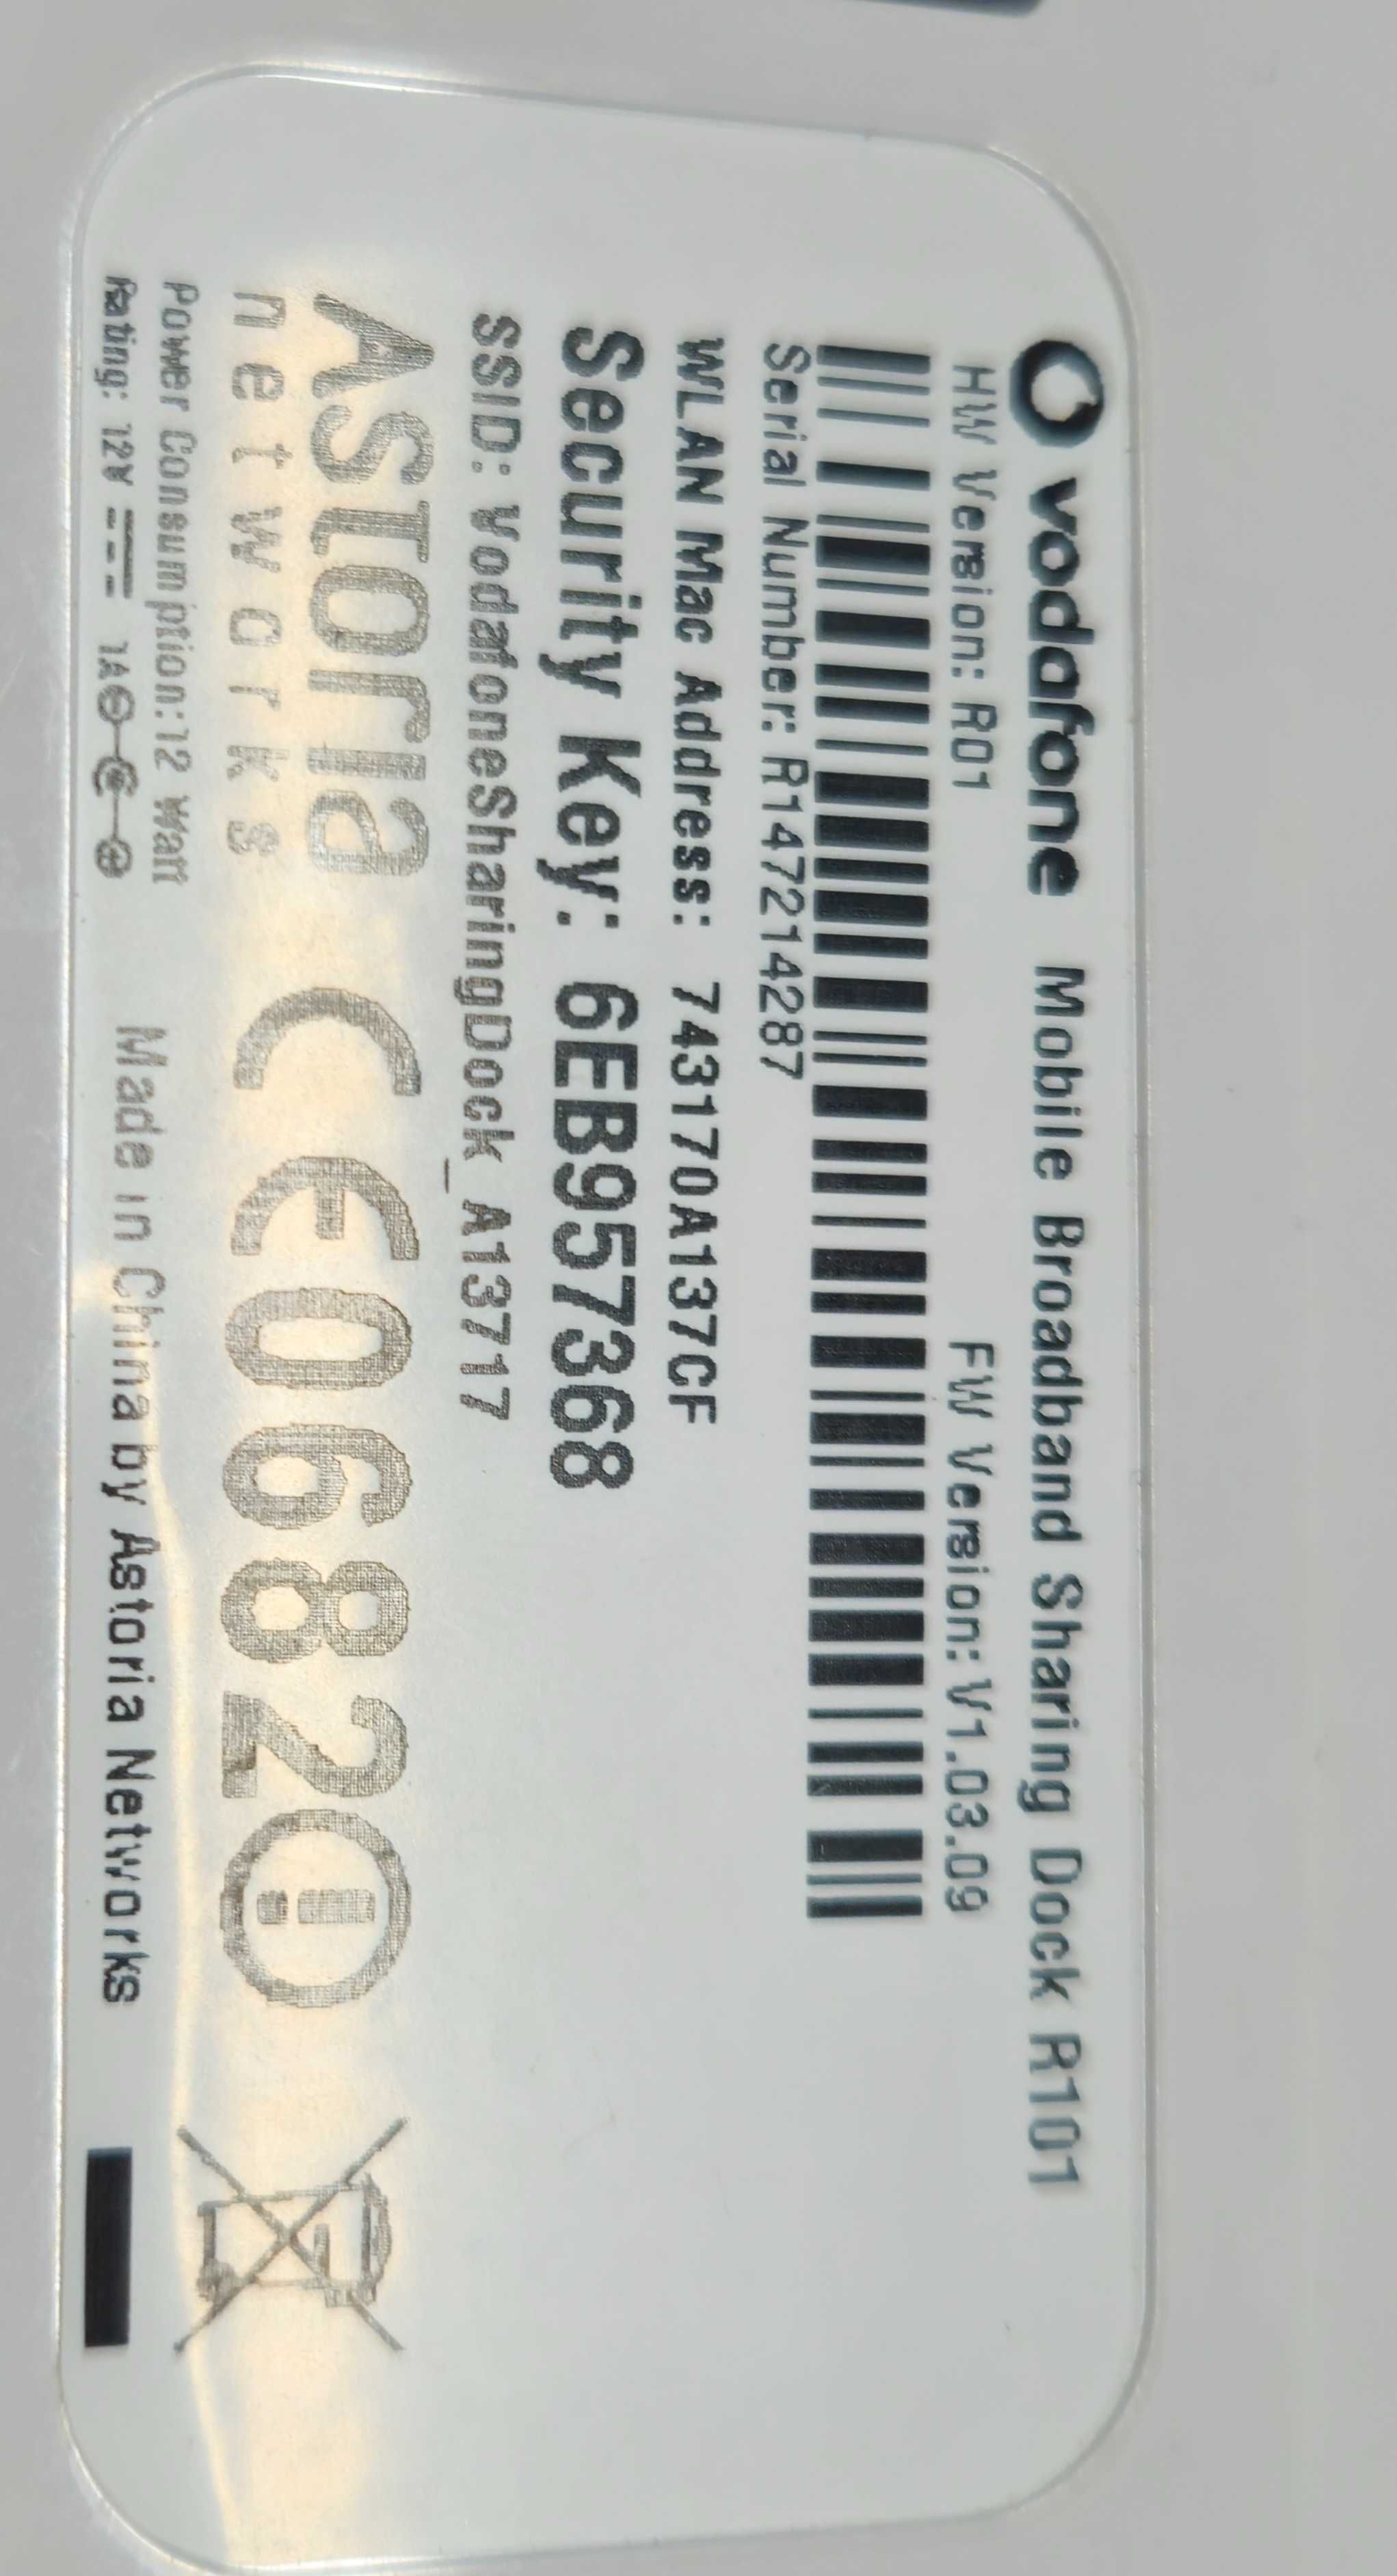 vodafone Mobile Broadband Sharing Dock R101
HW Version: R01 FW Version: V1.03.09
Serial Number: R147214287
WLAN Mac Address: 743170A137CF
Security Key: 6EB957368
SSID: VodafoneSharingDock_A13717
Astoria
networks
CE0682
Power Consumption:12 Watt
Rating: 12V 1A
Made in China by Astoria Networks